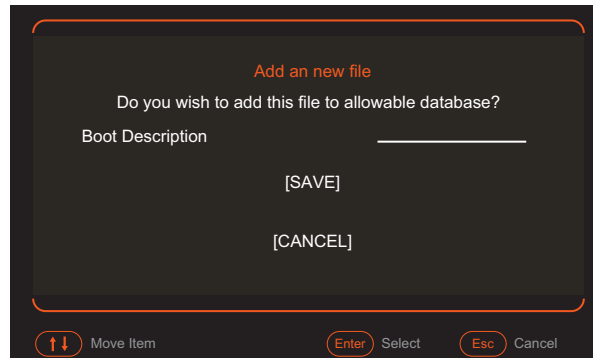 Add an new file
Do you wish to add this file to allowable database?
Boot Description
[SAVE]
[CANCEL]
Move Item Enter Select Esc Cancel